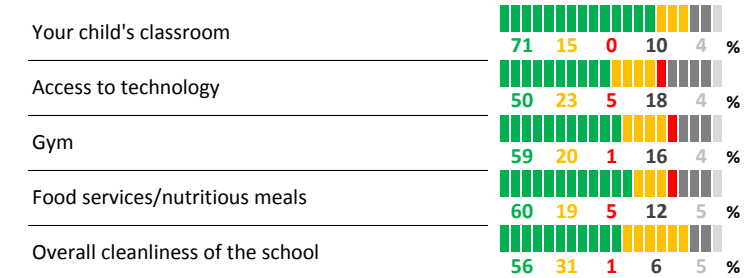 Your child's classroom
71 15 0 10 4 %
Access to technology
50 23 5 18 4 %
Gym
59 20 1 16 4 %
Food services/nutritious meals
60 19 5 12 5 %
Overall cleanliness of the school
56 31 1 6 5 %